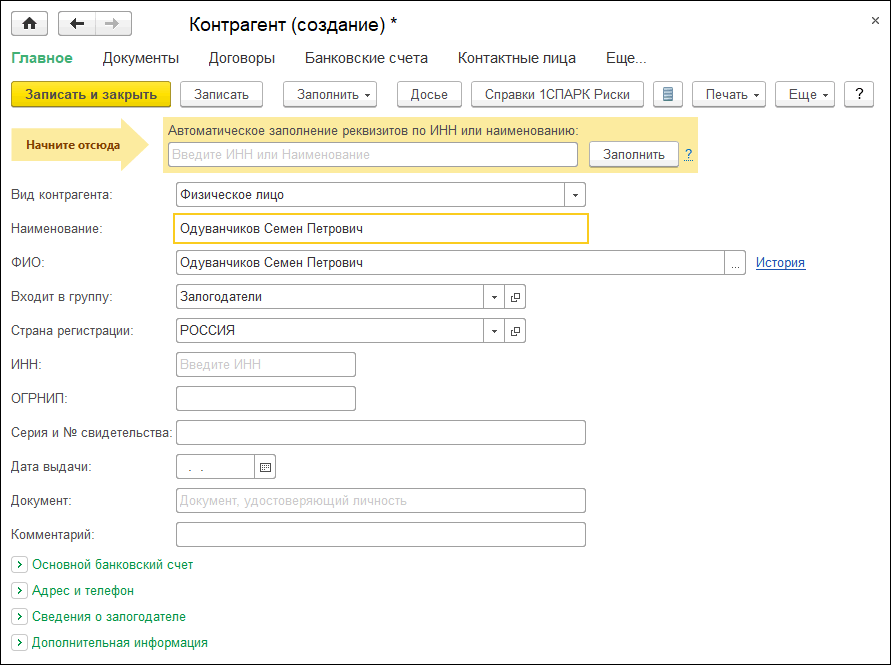 Контрагент (создание) *
Главное Документы Договоры Банковские счета Контактные лица Еще...
Записать и закрыть Записать Заполнить Досье Справки 1СПАРК Риски Печать Еще ?
Автоматическое заполнение реквизитов по ИНН или наименованию:
Начните отсюда
Введите ИНН или Наименование Заполнить ?
Вид контрагента: Физическое лицо
Наименование: Одуванчиков Семен Петрович
ФИО: Одуванчиков Семен Петрович ... История
Входит в группу: Залогодатели
Страна регистрации: РОССИЯ
ИНН: Введите ИНН
ОГРНИП:
Серия и № свидетельства:
Дата выдачи: . .
Документ: Документ, удостоверяющий личность
Комментарий:
Основной банковский счет
Адрес и телефон
Сведения о залогодателе
Дополнительная информация